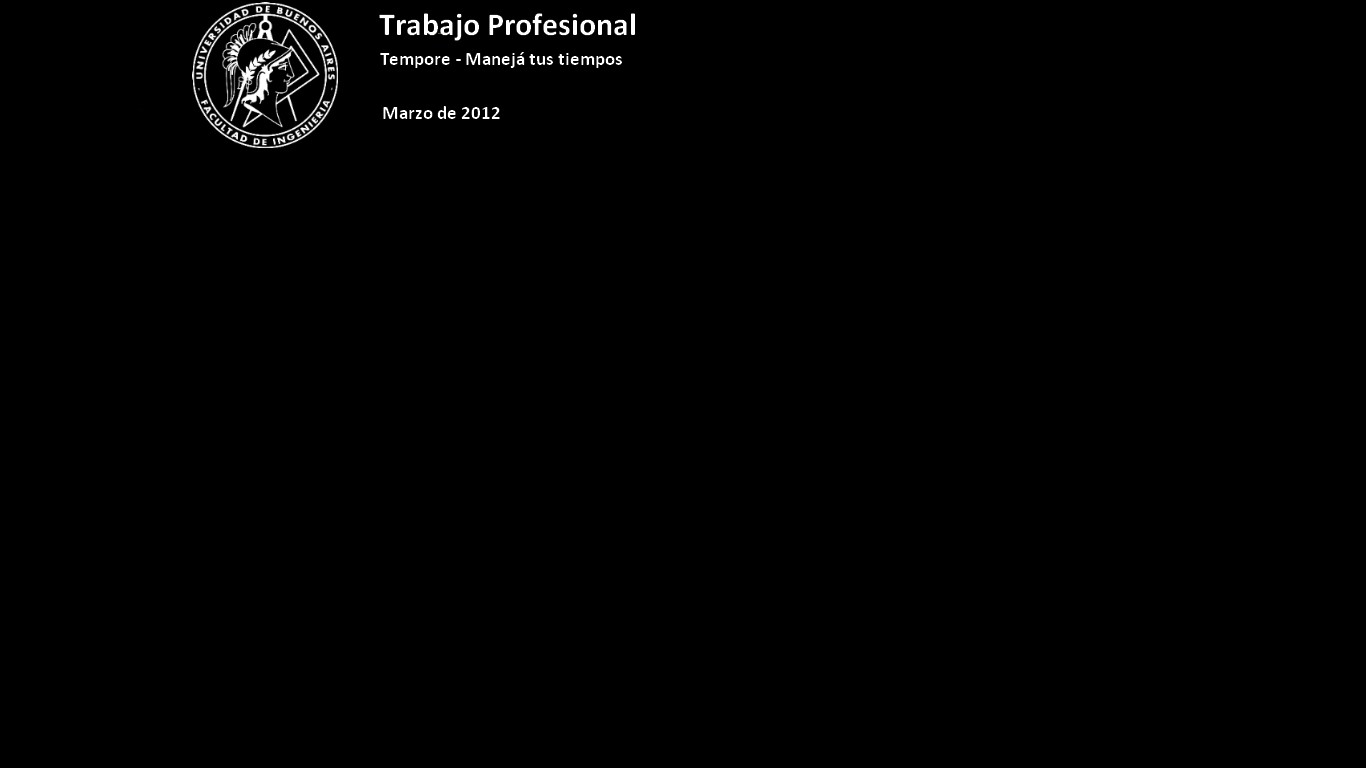 UNIVERSIDAD DE BUENOS AIRES
FACULTAD DE INGENIERIA
Trabajo Profesional
Tempore - Manejá tus tiempos
Marzo de 2012